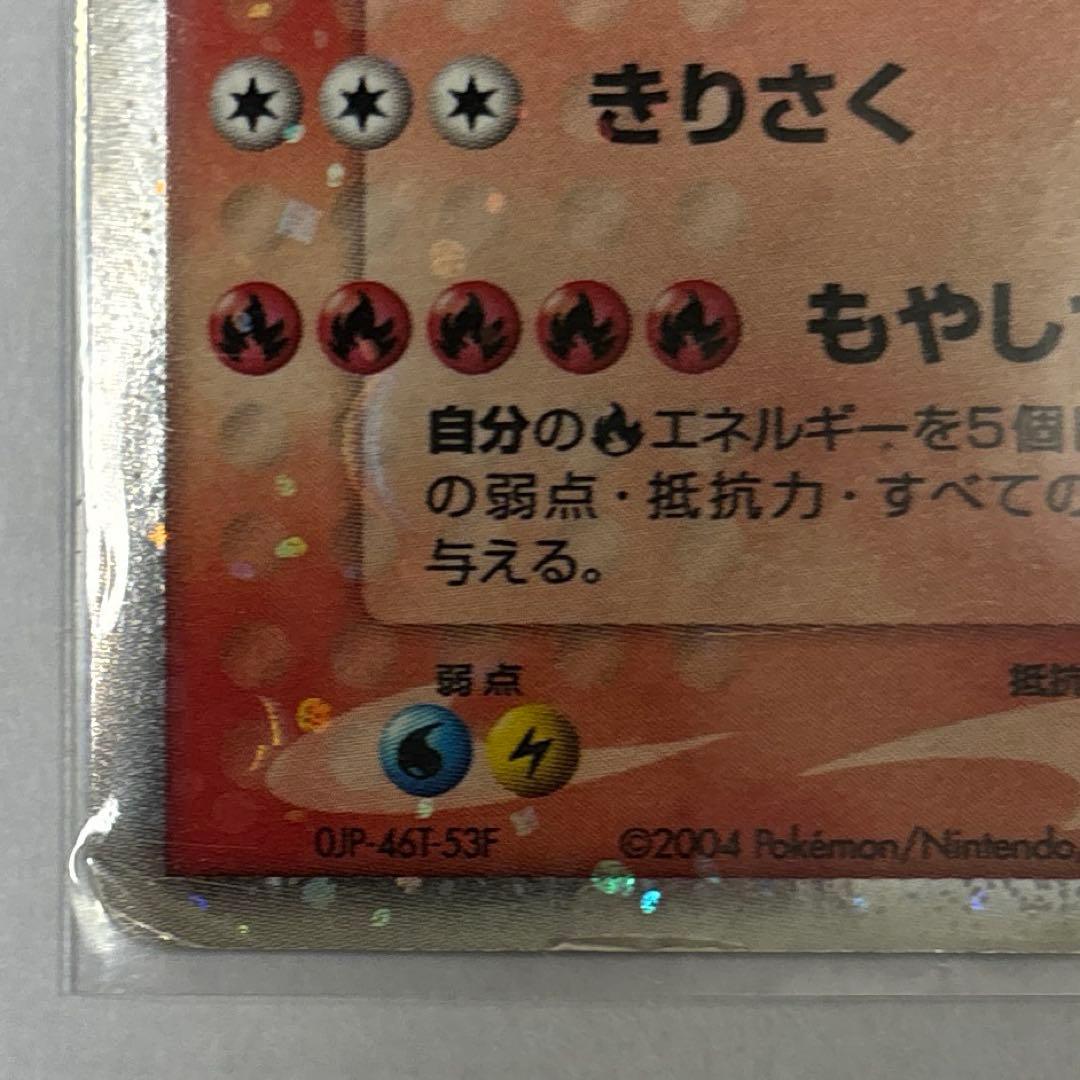 きりさく
もやし
自分のエネルギーを5個
の弱点・抵抗力・すべての
与える。
弱点
抵抗
0JP-46T-53F
©2004 Pokémon/Nintendo,